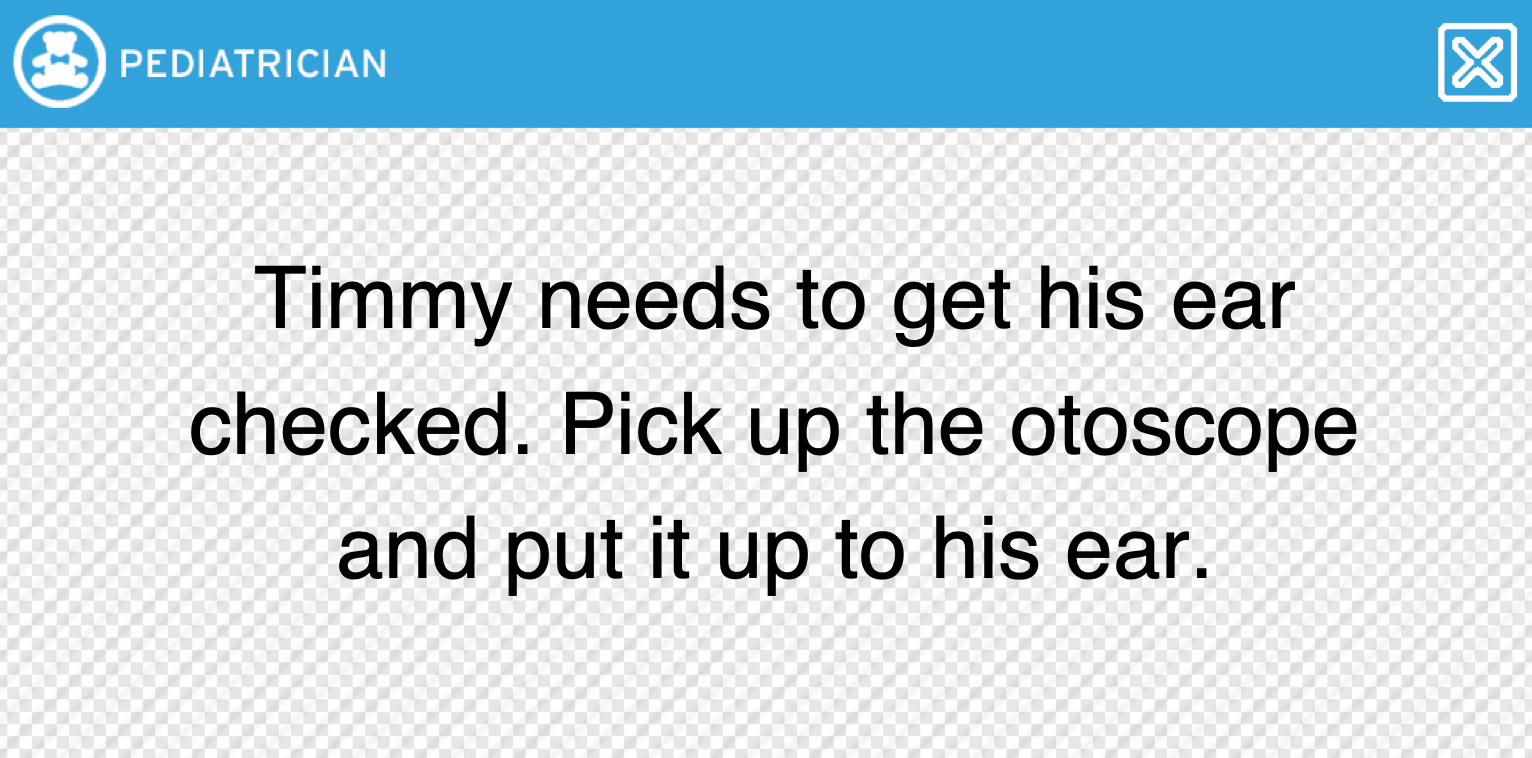 PEDIATRICIAN
Timmy needs to get his ear
checked. Pick up the otoscope
and put it up to his ear.